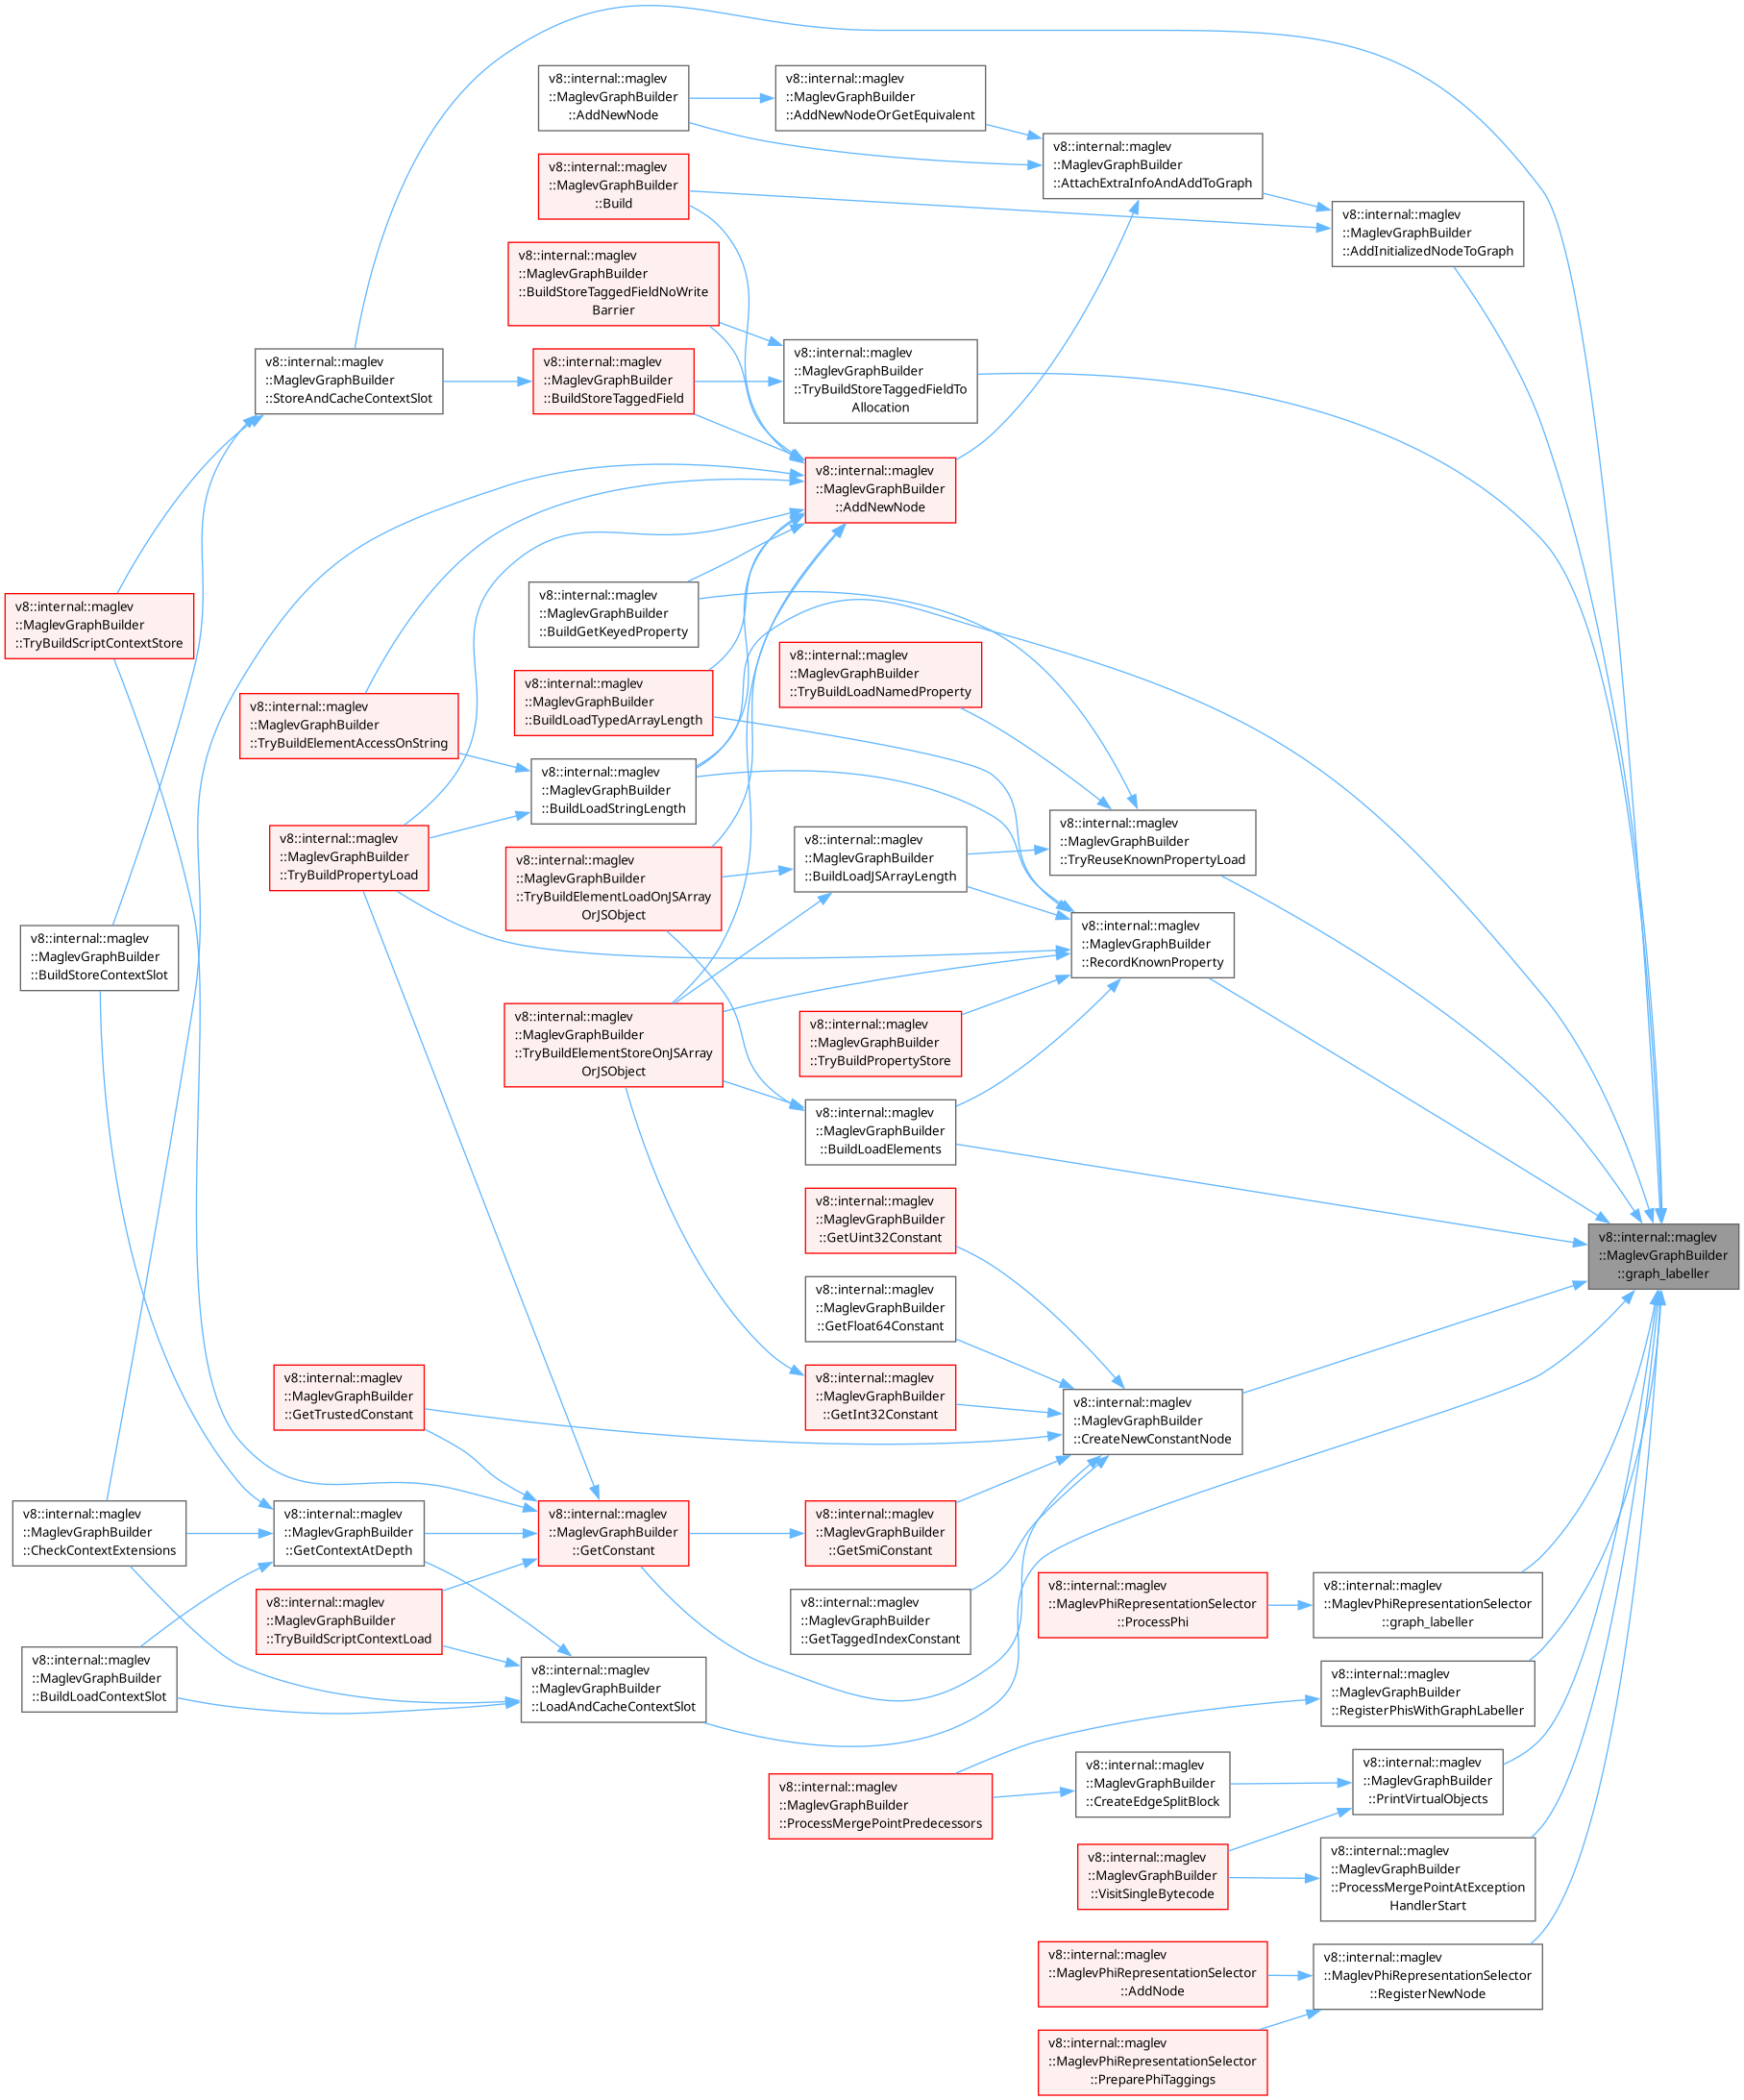 v8::internal::maglev
::MaglevGraphBuilder
::AddNewNode
v8::internal::maglev
::MaglevGraphBuilder
::AddNewNodeOrGetEquivalent
v8::internal::maglev
::MaglevGraphBuilder
::AttachExtraInfoAndAddToGraph
v8::internal::maglev
::MaglevGraphBuilder
::Build
v8::internal::maglev
::MaglevGraphBuilder
::AddInitializedNodeToGraph
v8::internal::maglev
::MaglevGraphBuilder
::BuildStoreTaggedFieldNoWrite
Barrier
v8::internal::maglev
::MaglevGraphBuilder
::StoreAndCacheContextSlot
v8::internal::maglev
::MaglevGraphBuilder
::BuildStoreTaggedField
v8::internal::maglev
::MaglevGraphBuilder
::TryBuildStoreTaggedFieldTo
Allocation
v8::internal::maglev
::MaglevGraphBuilder
::AddNewNode
v8::internal::maglev
::MaglevGraphBuilder
::TryBuildScriptContextStore
v8::internal::maglev
::MaglevGraphBuilder
::BuildGetKeyedProperty
v8::internal::maglev
::MaglevGraphBuilder
::TryBuildLoadNamedProperty
v8::internal::maglev
::MaglevGraphBuilder
::TryBuildElementAccessOnString
v8::internal::maglev
::MaglevGraphBuilder
::BuildLoadTypedArrayLength
v8::internal::maglev
::MaglevGraphBuilder
::BuildLoadStringLength
v8::internal::maglev
::MaglevGraphBuilder
::TryBuildPropertyLoad
v8::internal::maglev
::MaglevGraphBuilder
::TryBuildElementLoadOnJSArray
OrJSObject
v8::internal::maglev
::MaglevGraphBuilder
::BuildLoadJSArrayLength
v8::internal::maglev
::MaglevGraphBuilder
::TryReuseKnownPropertyLoad
v8::internal::maglev
::MaglevGraphBuilder
::BuildStoreContextSlot
v8::internal::maglev
::MaglevGraphBuilder
::RecordKnownProperty
v8::internal::maglev
::MaglevGraphBuilder
::TryBuildElementStoreOnJSArray
OrJSObject
v8::internal::maglev
::MaglevGraphBuilder
::TryBuildPropertyStore
v8::internal::maglev
::MaglevGraphBuilder
::BuildLoadElements
v8::internal::maglev
::MaglevGraphBuilder
::GetUint32Constant
v8::internal::maglev
::MaglevGraphBuilder
::graph_labeller
v8::internal::maglev
::MaglevGraphBuilder
::GetFloat64Constant
v8::internal::maglev
::MaglevGraphBuilder
::GetTrustedConstant
v8::internal::maglev
::MaglevGraphBuilder
::GetInt32Constant
v8::internal::maglev
::MaglevGraphBuilder
::CreateNewConstantNode
v8::internal::maglev
::MaglevGraphBuilder
::CheckContextExtensions
v8::internal::maglev
::MaglevGraphBuilder
::GetContextAtDepth
v8::internal::maglev
::MaglevGraphBuilder
::GetConstant
v8::internal::maglev
::MaglevGraphBuilder
::GetSmiConstant
v8::internal::maglev
::MaglevGraphBuilder
::TryBuildScriptContextLoad
v8::internal::maglev
::MaglevGraphBuilder
::GetTaggedIndexConstant
v8::internal::maglev
::MaglevPhiRepresentationSelector
::ProcessPhi
v8::internal::maglev
::MaglevPhiRepresentationSelector
::graph_labeller
v8::internal::maglev
::MaglevGraphBuilder
::BuildLoadContextSlot
v8::internal::maglev
::MaglevGraphBuilder
::LoadAndCacheContextSlot
v8::internal::maglev
::MaglevGraphBuilder
::RegisterPhisWithGraphLabeller
v8::internal::maglev
::MaglevGraphBuilder
::ProcessMergePointPredecessors
v8::internal::maglev
::MaglevGraphBuilder
::CreateEdgeSplitBlock
v8::internal::maglev
::MaglevGraphBuilder
::PrintVirtualObjects
v8::internal::maglev
::MaglevGraphBuilder
::VisitSingleBytecode
v8::internal::maglev
::MaglevGraphBuilder
::ProcessMergePointAtException
HandlerStart
v8::internal::maglev
::MaglevPhiRepresentationSelector
::AddNode
v8::internal::maglev
::MaglevPhiRepresentationSelector
::RegisterNewNode
v8::internal::maglev
::MaglevPhiRepresentationSelector
::PreparePhiTaggings